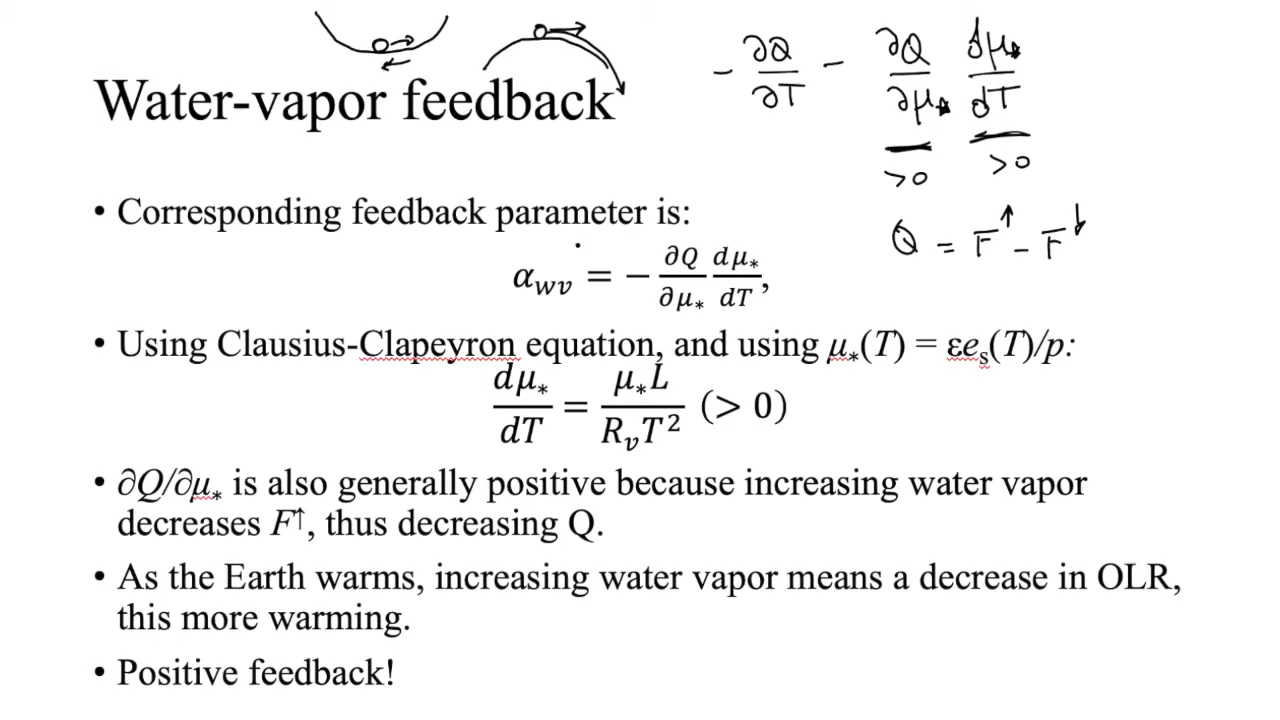 − ∂Q/∂T − ∂Q/∂μ* dμ*/dT
>0 >0
Water-vapor feedback
Q = F↑ − F↓
• Corresponding feedback parameter is:
α_wv = − ∂Q/∂μ* dμ*/dT,
• Using Clausius-Clapeyron equation, and using μ*(T) = εe_s(T)/p:
dμ*/dT = μ*L/R_vT² (> 0)
• ∂Q/∂μ* is also generally positive because increasing water vapor
decreases F↑, thus decreasing Q.
• As the Earth warms, increasing water vapor means a decrease in OLR,
this more warming.
• Positive feedback!